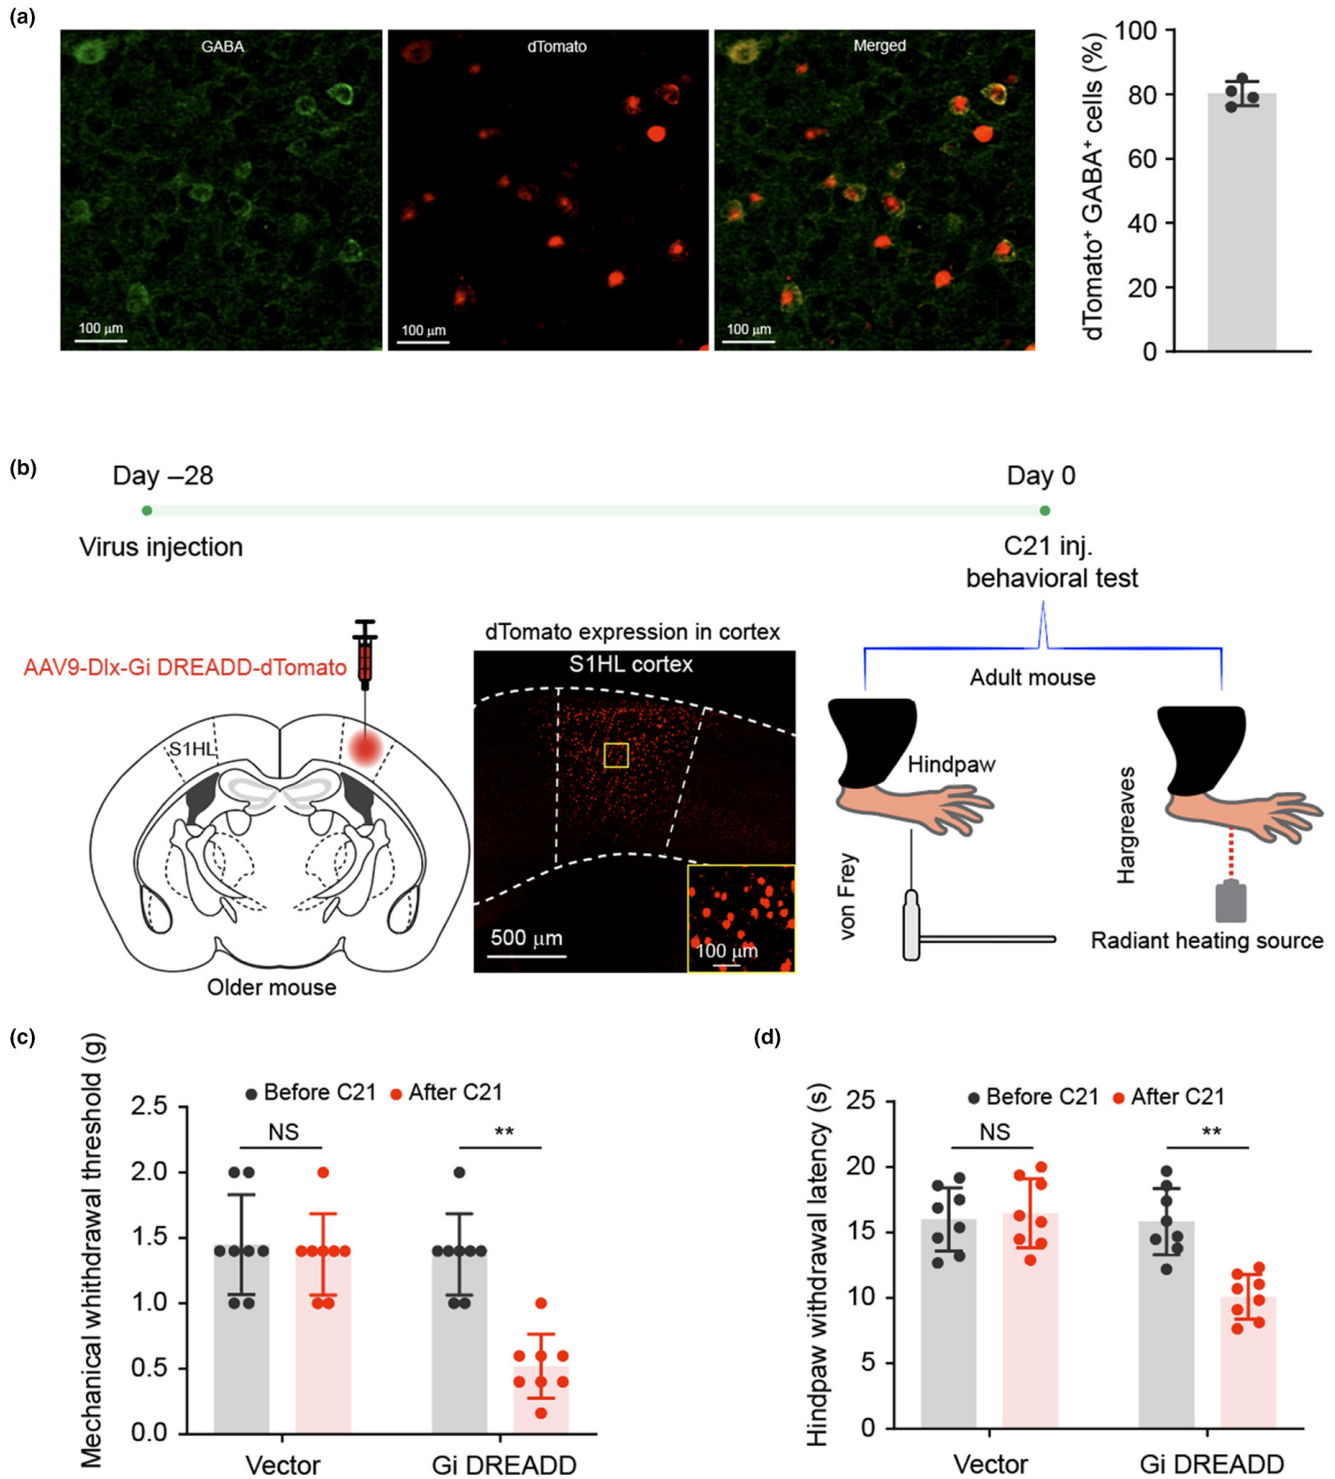 (a)
GABA
dTomato
Merged
100 μm
100 μm
100 μm
dTomato⁺ GABA⁺ cells (%)
100
80
60
40
20
0
(b)
Day –28
Day 0
Virus injection
C21 inj.
behavioral test
AAV9-Dlx-Gi DREADD-dTomato
S1HL
Older mouse
dTomato expression in cortex
S1HL cortex
500 μm
100 μm
Adult mouse
Hindpaw
von Frey
Hargreaves
Radiant heating source
(c)
Mechanical whithdrawal threshold (g)
Before C21
After C21
2.5
2.0
1.5
1.0
0.5
0.0
NS
**
Vector
Gi DREADD
(d)
Hindpaw withdrawal latency (s)
Before C21
After C21
25
20
15
10
5
0
NS
**
Vector
Gi DREADD